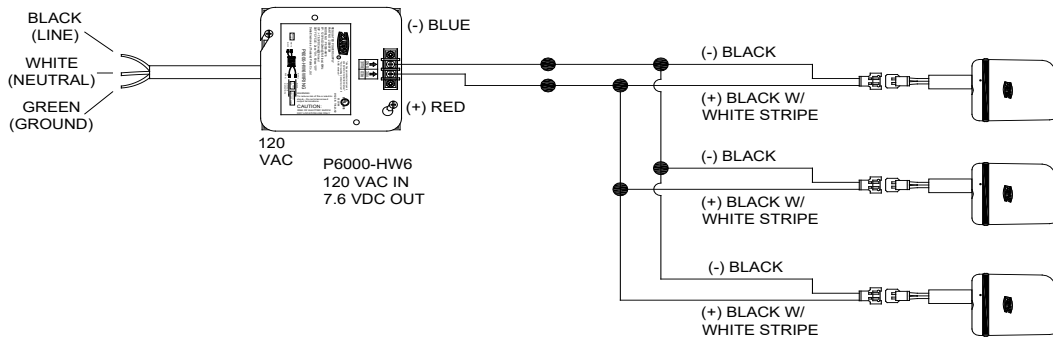 BLACK
(LINE)
WHITE
(NEUTRAL)
GREEN
(GROUND)
120
VAC
(-) BLUE
(+) RED
CAUTION
P6000-HW6
120 VAC IN
7.6 VDC OUT
(-) BLACK
(+) BLACK W/
WHITE STRIPE
(-) BLACK
(+) BLACK W/
WHITE STRIPE
(-) BLACK
(+) BLACK W/
WHITE STRIPE